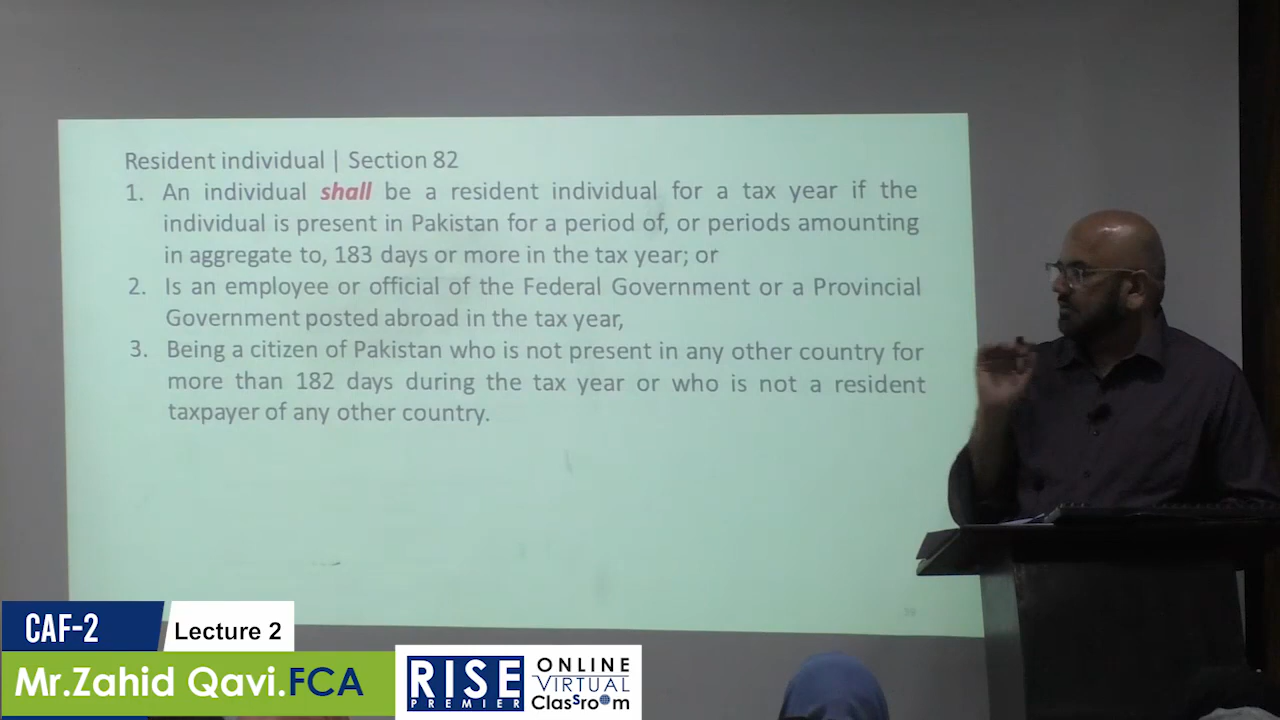 Resident individual | Section 82
1. An individual shall be a resident individual for a tax year if the
individual is present in Pakistan for a period of, or periods amounting
in aggregate to, 183 days or more in the tax year; or
2. Is an employee or official of the Federal Government or a Provincial
Government posted abroad in the tax year,
3. Being a citizen of Pakistan who is not present in any other country for
more than 182 days during the tax year or who is not a resident
taxpayer of any other country.
CAF-2
Lecture 2
Mr.Zahid Qavi.FCA
RISE
PREMIER
ONLINE
VIRTUAL
ClasSroom